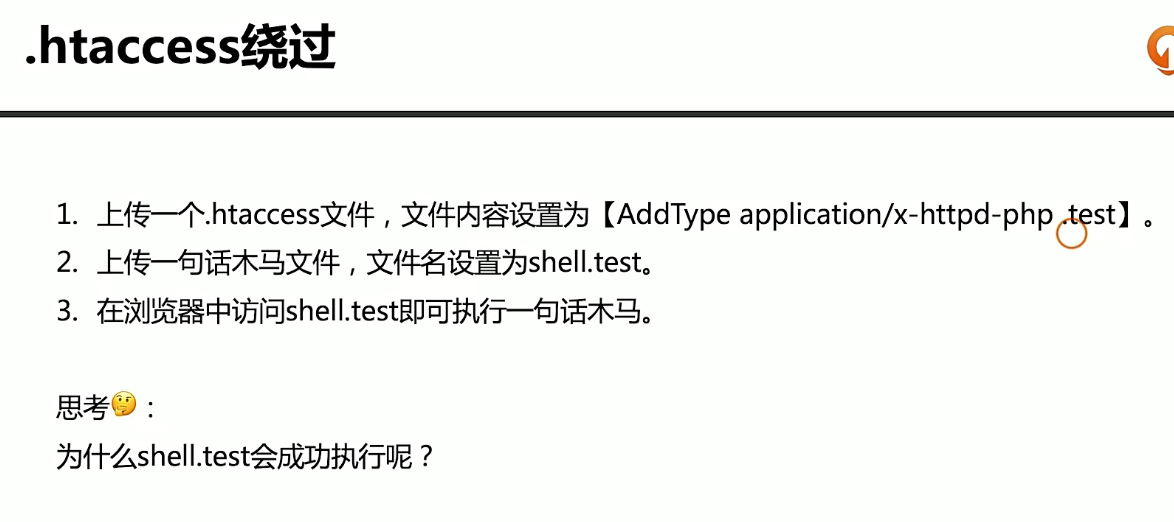 .htaccess绕过
1. 上传一个.htaccess文件，文件内容设置为【AddType application/x-httpd-php .test】。
2. 上传一句话木马文件，文件名设置为shell.test。
3. 在浏览器中访问shell.test即可执行一句话木马。
思考🤔：
为什么shell.test会成功执行呢？